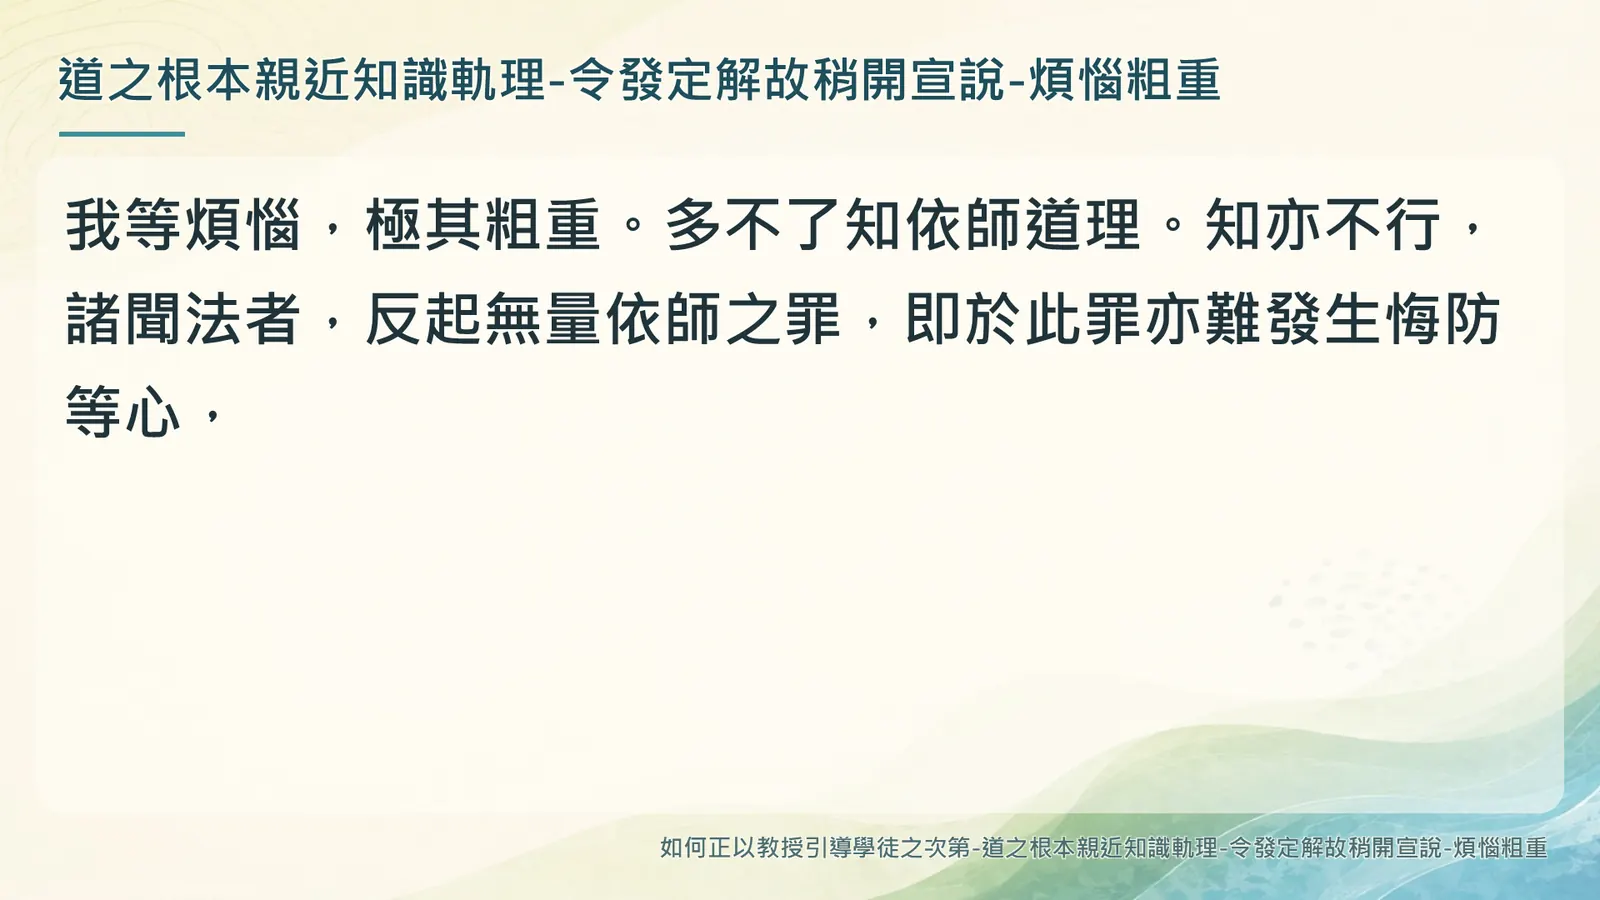 道之根本親近知識軌理-令發定解故稍開宣說-煩惱粗重
我等煩惱，極其粗重。多不了知依師道理。知亦不行，
諸聞法者，反起無量依師之罪，即於此罪亦難發生悔防
等心，
如何正以教授引導學徒之次第-道之根本親近知識軌理-令發定解故稍開宣說-煩惱粗重